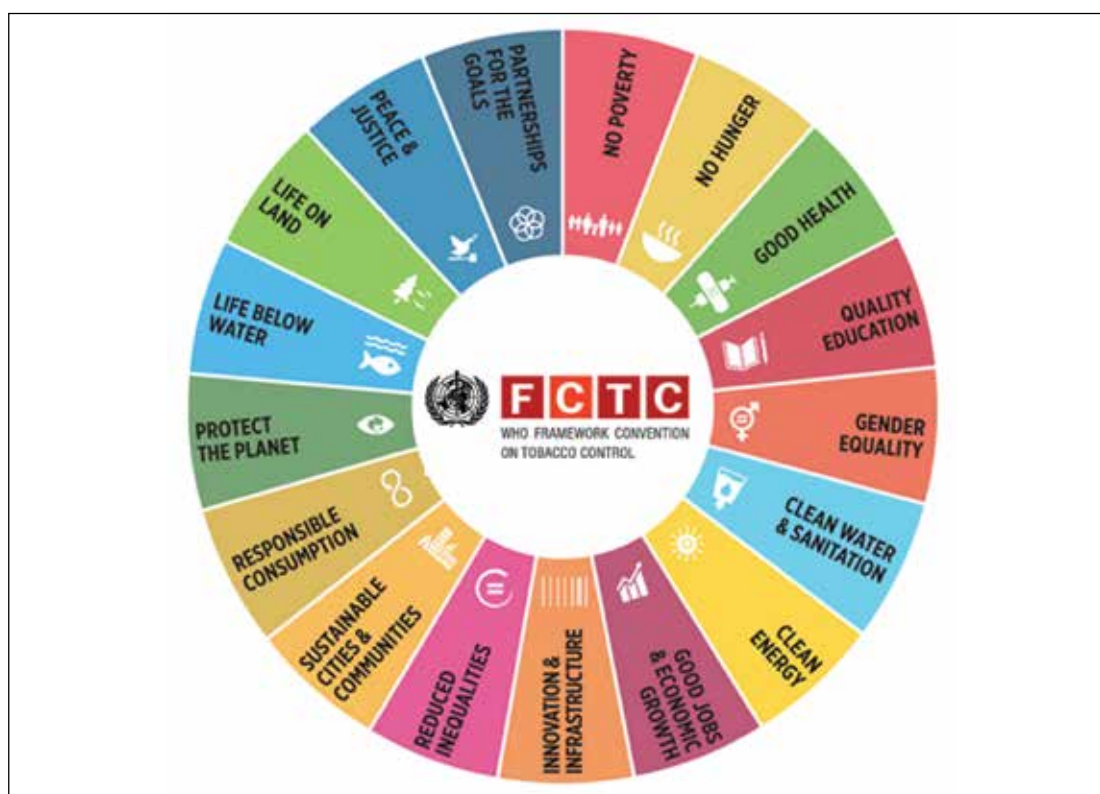 NO POVERTY
NO HUNGER
GOOD HEALTH
QUALITY
EDUCATION
GENDER
EQUALITY
CLEAN WATER
& SANITATION
CLEAN
ENERGY
GOOD JOBS
& ECONOMIC
GROWTH
INNOVATION &
INFRASTRUCTURE
REDUCED
INEQUALITIES
SUSTAINABLE
CITIES &
COMMUNITIES
RESPONSIBLE
CONSUMPTION
PROTECT
THE PLANET
LIFE BELOW
WATER
LIFE ON
LAND
PEACE &
JUSTICE
PARTNERSHIPS
FOR THE
GOALS
FCTC
WHO FRAMEWORK CONVENTION
ON TOBACCO CONTROL